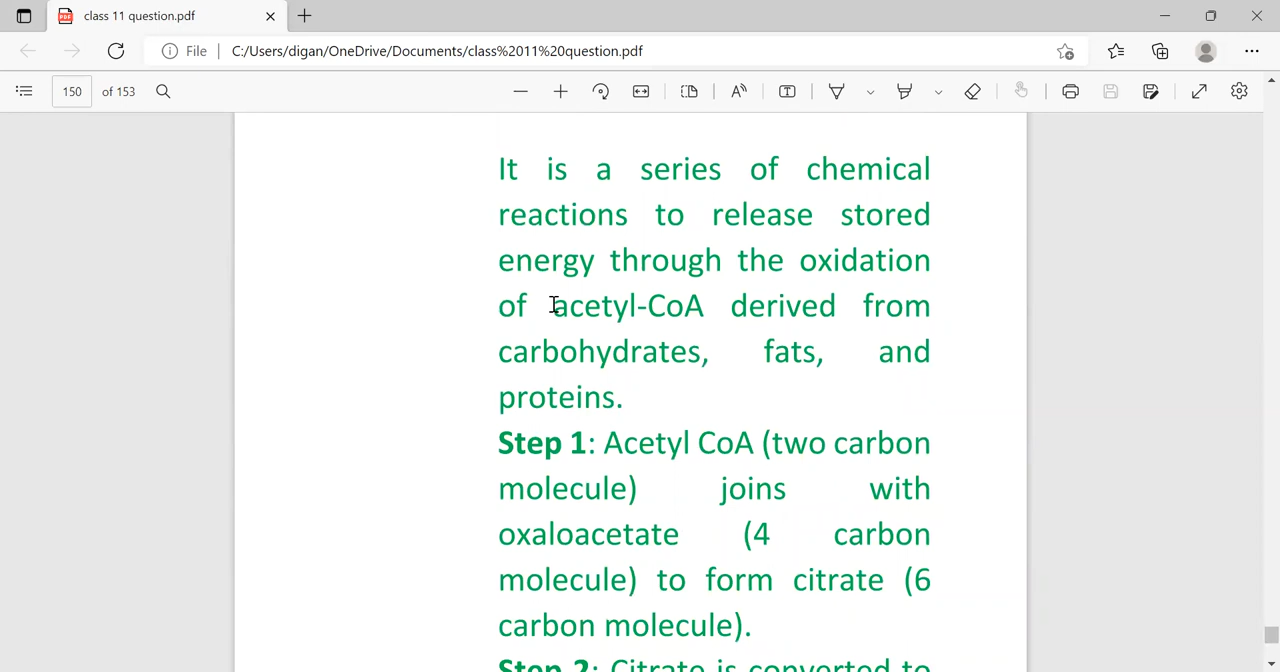 class 11 question.pdf
File C:/Users/digan/OneDrive/Documents/class%2011%20question.pdf
150 of 153
It is a series of chemical
reactions to release stored
energy through the oxidation
of acetyl-CoA derived from
carbohydrates, fats, and
proteins.
Step 1: Acetyl CoA (two carbon
molecule) joins with
oxaloacetate (4 carbon
molecule) to form citrate (6
carbon molecule).
Step 2: Citrate is converted to